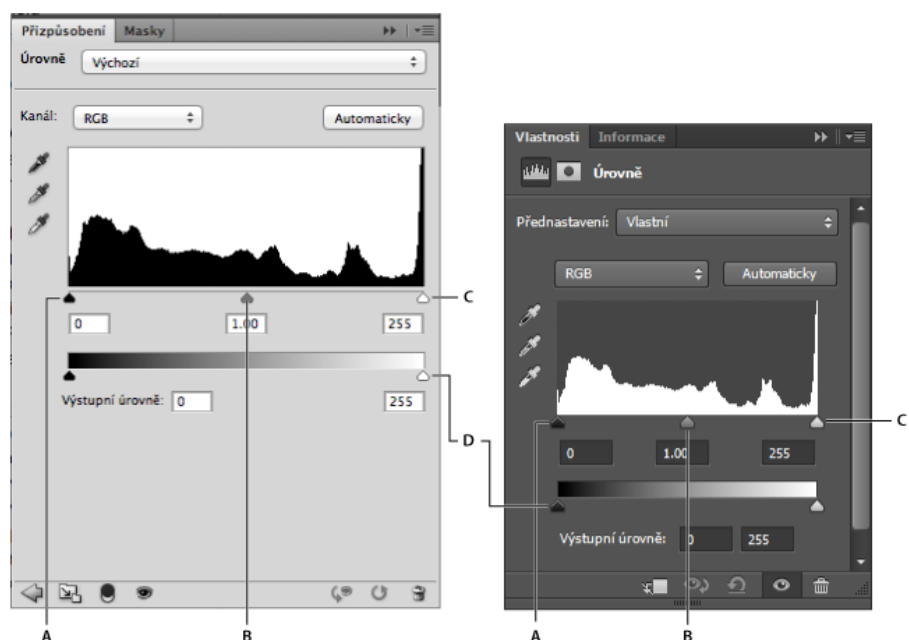 Přizpůsobení Masky
Úrovně Výchozí
Kanál: RGB Automaticky
C
0 1.00 255
Výstupní úrovně: 0 255
D
A B
Vlastnosti Informace
Úrovně
Přednastavení: Vlastní
RGB Automaticky
C
0 1.00 255
Výstupní úrovně: 0 255
A B